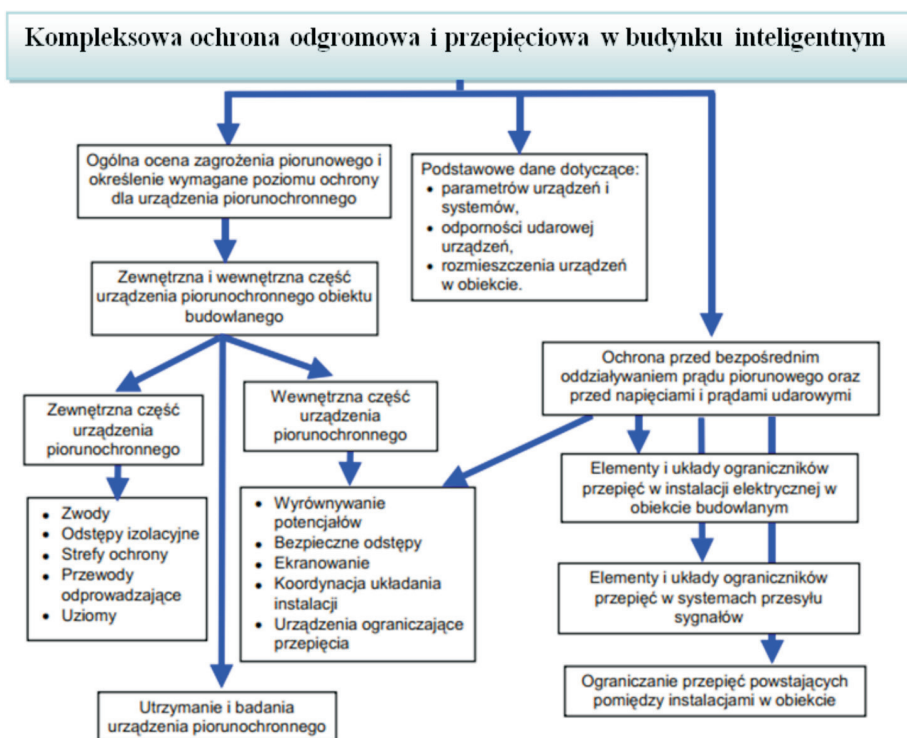 Kompleksowa ochrona odgromowa i przepięciowa w budynku inteligentnym
Ogólna ocena zagrożenia piorunowego i
określenie wymagane poziomu ochrony
dla urządzenia piorunochronnego
Podstawowe dane dotyczące:
• parametrów urządzeń i
systemów,
• odporności udarowej
urządzeń,
• rozmieszczenia urządzeń
w obiekcie.
Zewnętrzna i wewnętrzna część
urządzenia piorunochronnego obiektu
budowlanego
Ochrona przed bezpośrednim
oddziaływaniem prądu piorunowego oraz
przed napięciami i prądami udarowymi
Zewnętrzna część
urządzenia
piorunochronnego
Wewnętrzna część
urządzenia
piorunochronnego
Elementy i układy ograniczników
przepięć w instalacji elektrycznej w
obiekcie budowlanym
• Zwody
• Odstępy izolacyjne
• Strefy ochrony
• Przewody
odprowadzające
• Uziomy
• Wyrównywanie
potencjałów
• Bezpieczne odstępy
• Ekranowanie
• Koordynacja układania
instalacji
• Urządzenia ograniczające
przepięcia
Elementy i układy ograniczników
przepięć w systemach przesyłu
sygnałów
Ograniczanie przepięć powstających
pomiędzy instalacjami w obiekcie
Utrzymanie i badania
urządzenia piorunochronnego